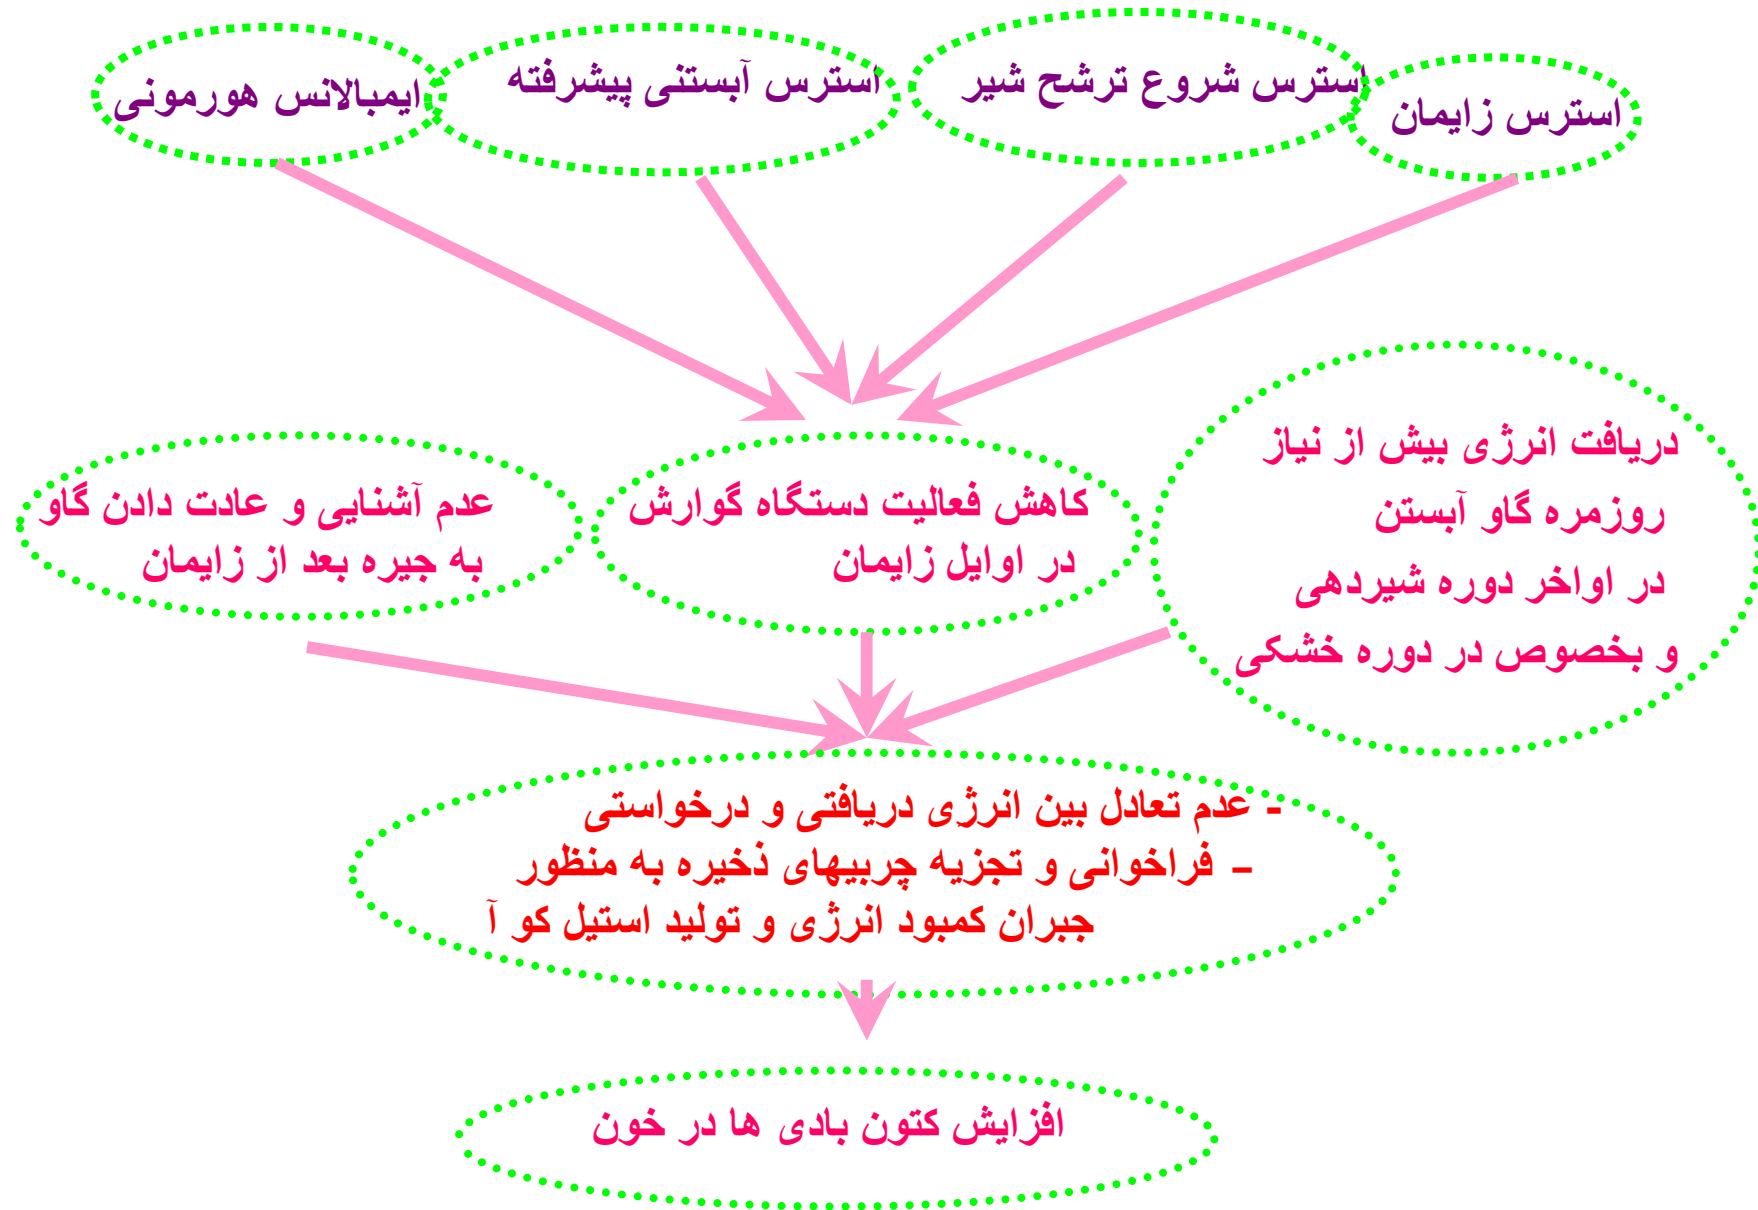 استرس زایمان
استرس شروع ترشح شیر
استرس آبستنی پیشرفته
ایمبالانس هورمونی
دریافت انرژی بیش از نیاز
روزمره گاو آبستن
در اواخر دوره شیردهی
و بخصوص در دوره خشکی
کاهش فعالیت دستگاه گوارش
در اوایل زایمان
عدم آشنایی و عادت دادن گاو
به جیره بعد از زایمان
- عدم تعادل بین انرژی دریافتی و درخواستی
– فراخوانی و تجزیه چربیهای ذخیره به منظور
جبران کمبود انرژی و تولید استیل کو آ
افزایش کتون بادی ها در خون